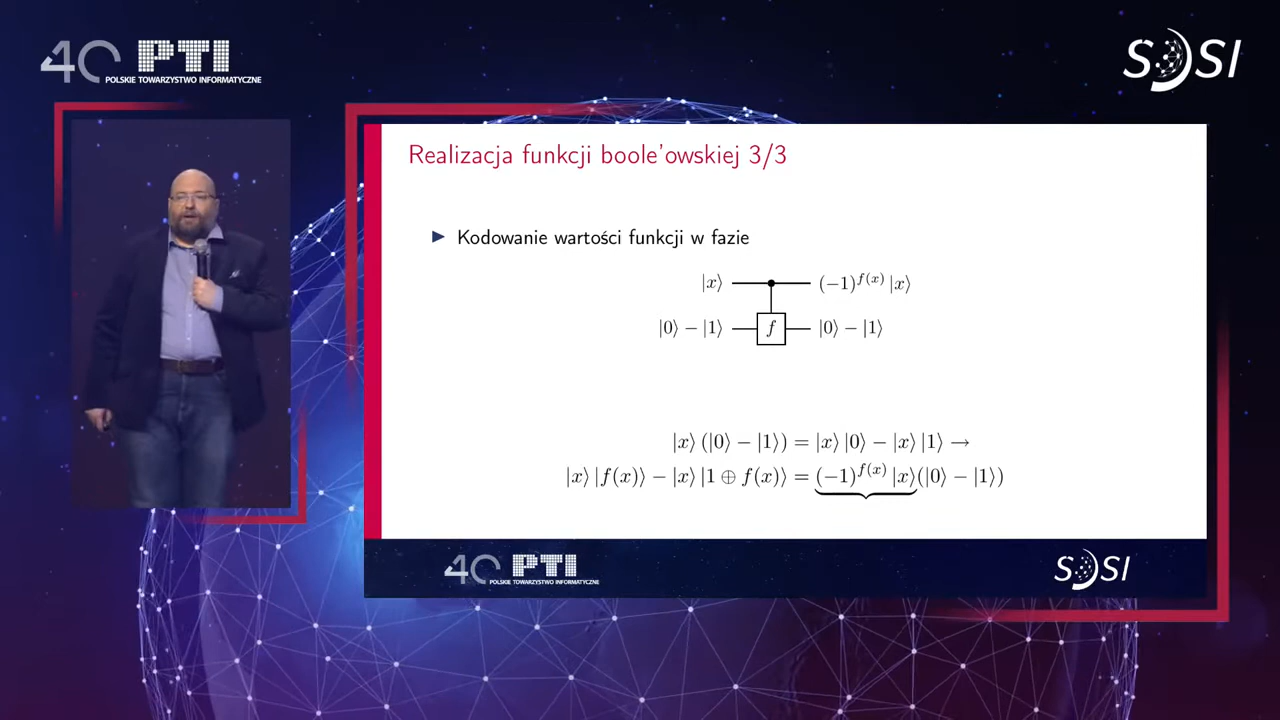 40 PTI
POLSKIE TOWARZYSTWO INFORMATYCZNE
SOSI
Realizacja funkcji boole'owskiej 3/3
Kodowanie wartości funkcji w fazie
|x⟩ (−1)^{f(x)} |x⟩
|0⟩ − |1⟩ f |0⟩ − |1⟩
|x⟩ (|0⟩ − |1⟩) = |x⟩ |0⟩ − |x⟩ |1⟩ →
|x⟩ |f(x)⟩ − |x⟩ |1 ⊕ f(x)⟩ = (−1)^{f(x)} |x⟩(|0⟩ − |1⟩)
40 PTI
POLSKIE TOWARZYSTWO INFORMATYCZNE
SOSI